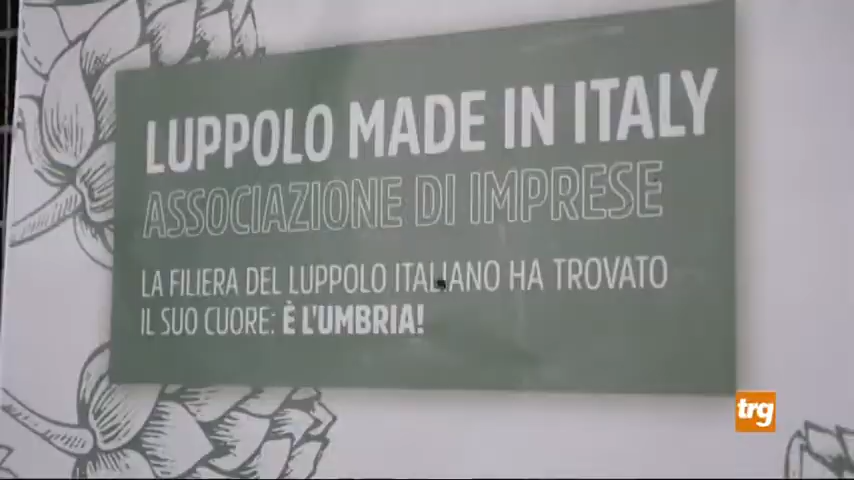 LUPPOLO MADE IN ITALY
ASSOCIAZIONE DI IMPRESE
LA FILIERA DEL LUPPOLO ITALIANO HA TROVATO
IL SUO CUORE: È L'UMBRIA!
trg